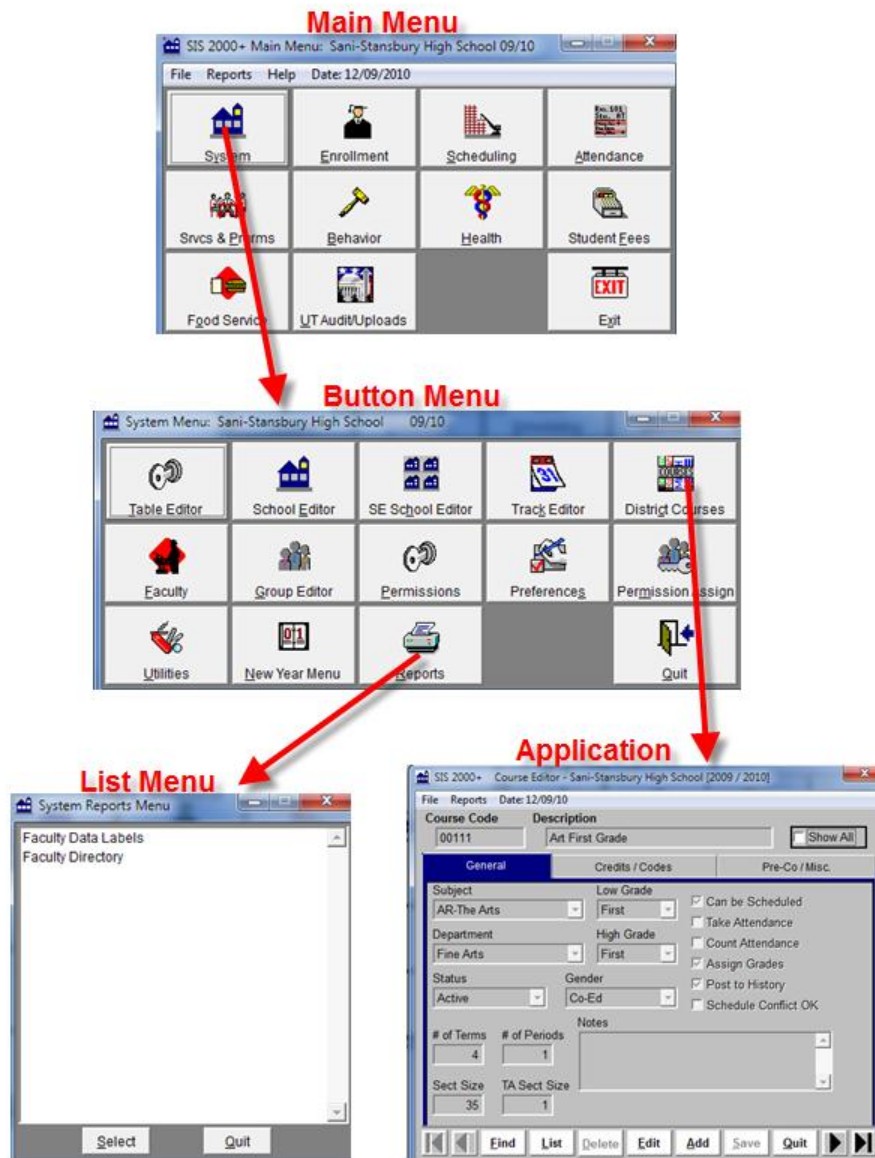 Main Menu
SIS 2000+ Main Menu: Sani-Stansbury High School 09/10
File Reports Help Date: 12/09/2010
System Enrollment Scheduling Attendance
Srvcs & Prgrms Behavior Health Student Fees
EXIT
Food Service UT Audit/Uploads Exit
Button Menu
System Menu: Sani-Stansbury High School 09/10
31 COURSES
Table Editor School Editor SE School Editor Track Editor District Courses
Faculty Group Editor Permissions Preferences Permission Assign
Utilities New Year Menu Reports Quit
List Menu
System Reports Menu
Faculty Data Labels
Faculty Directory
Select Quit
Application
SIS 2000+ Course Editor - Sani-Stansbury High School [2009 / 2010]
File Reports Date: 12/09/10
Course Code Description
00111 Art First Grade Show All
General Credits / Codes Pre-Co / Misc.
Subject Low Grade
AR-The Arts First
Can be Scheduled
Take Attendance
Department High Grade
Fine Arts First
Count Attendance
Assign Grades
Status Gender
Active Co-Ed
Post to History
Schedule Conflict OK
# of Terms # of Periods Notes
4 1
Sect Size TA Sect Size
35 1
Find List Delete Edit Add Save Quit